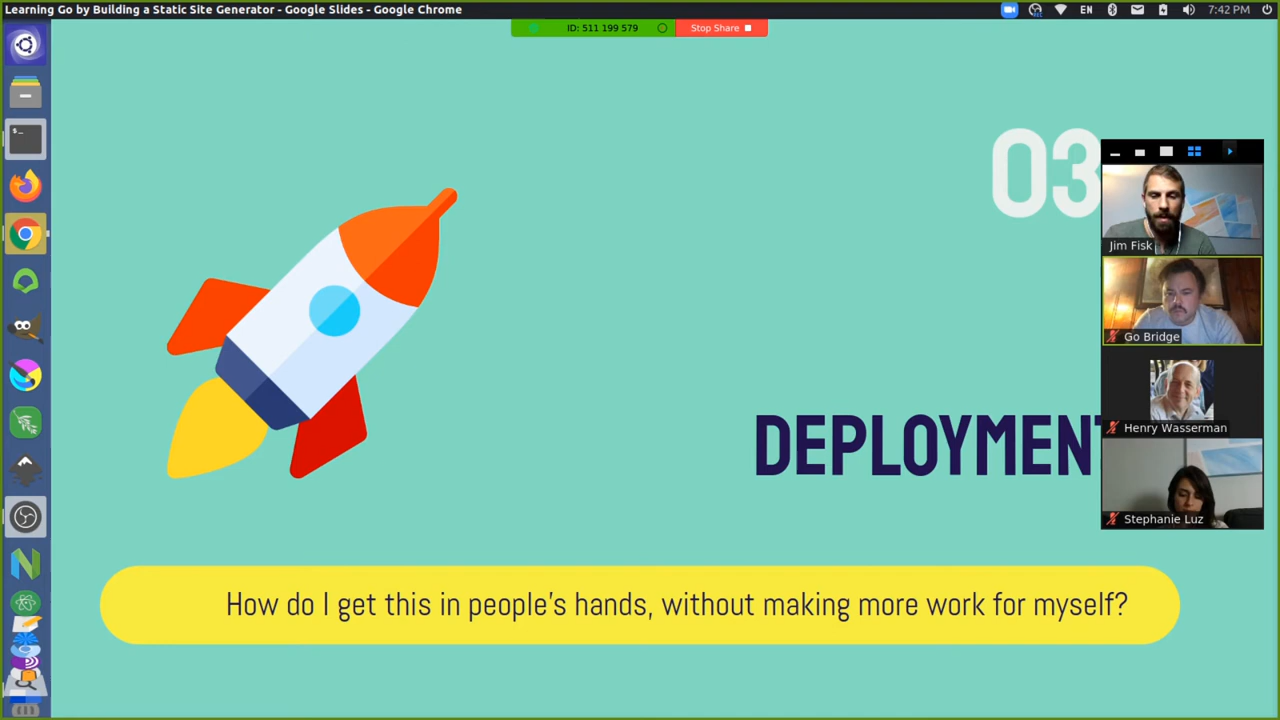 Learning Go by Building a Static Site Generator - Google Slides - Google Chrome
EN
7:42 PM
ID: 511 199 579
Stop Share
03
Jim Fisk
Go Bridge
Henry Wasserman
Stephanie Luz
DEPLOYMENT
How do I get this in people's hands, without making more work for myself?